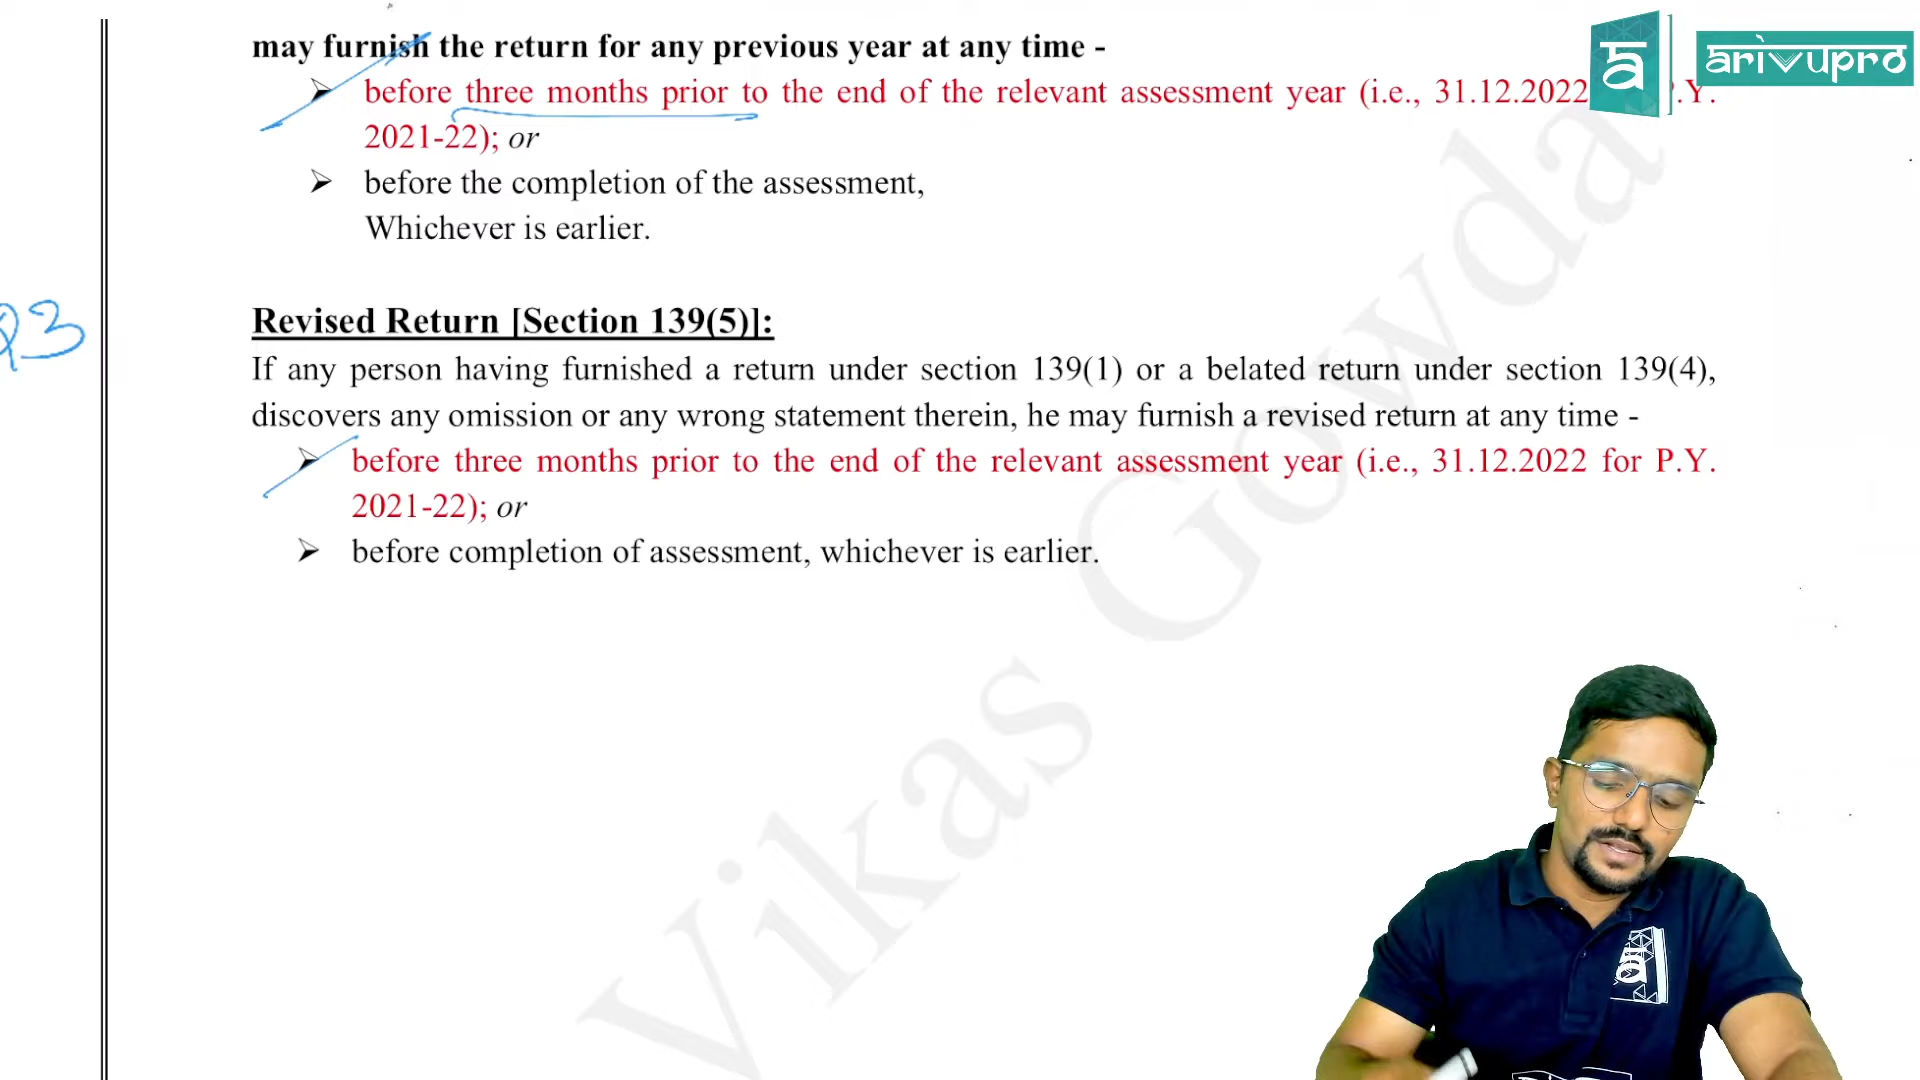 may furnish the return for any previous year at any time -
➢ before three months prior to the end of the relevant assessment year (i.e., 31.12.2022 P.Y.
2021-22); or
➢ before the completion of the assessment,
Whichever is earlier.
Revised Return [Section 139(5)]:
If any person having furnished a return under section 139(1) or a belated return under section 139(4),
discovers any omission or any wrong statement therein, he may furnish a revised return at any time -
➢ before three months prior to the end of the relevant assessment year (i.e., 31.12.2022 for P.Y.
2021-22); or
➢ before completion of assessment, whichever is earlier.
Vikas Gowda
arivupro